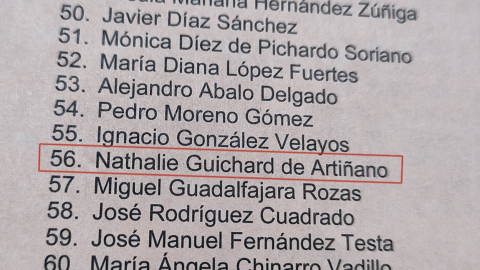 Mariana Hernández Zúñiga
50. Javier Díaz Sánchez
51. Mónica Díez de Pichardo Soriano
52. María Diana López Fuertes
53. Alejandro Abalo Delgado
54. Pedro Moreno Gómez
55. Ignacio González Velayos
56. Nathalie Guichard de Artiñano
57. Miguel Guadalfajara Rozas
58. José Rodríguez Cuadrado
59. José Manuel Fernández Testa
60. María Ángela Chinarro Vadillo